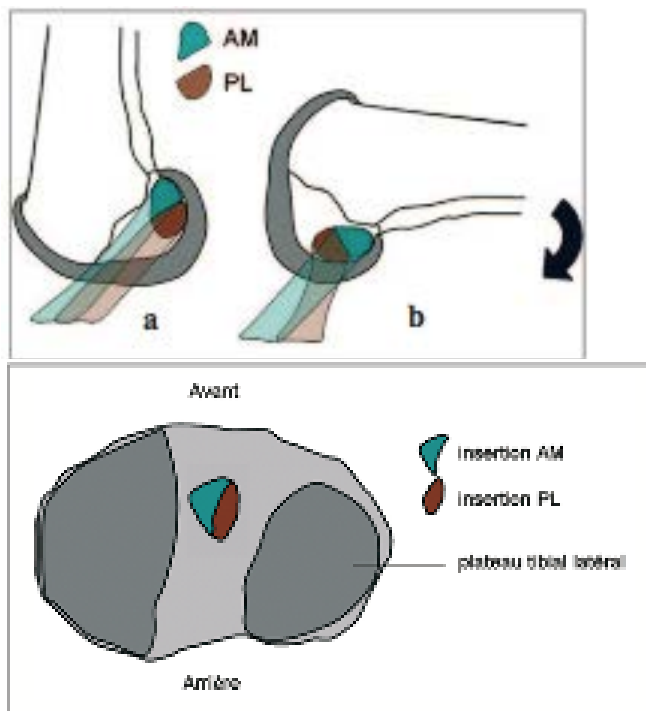 AM
PL
a
b
Avant
insertion AM
insertion PL
plateau tibial latéral
Arrière